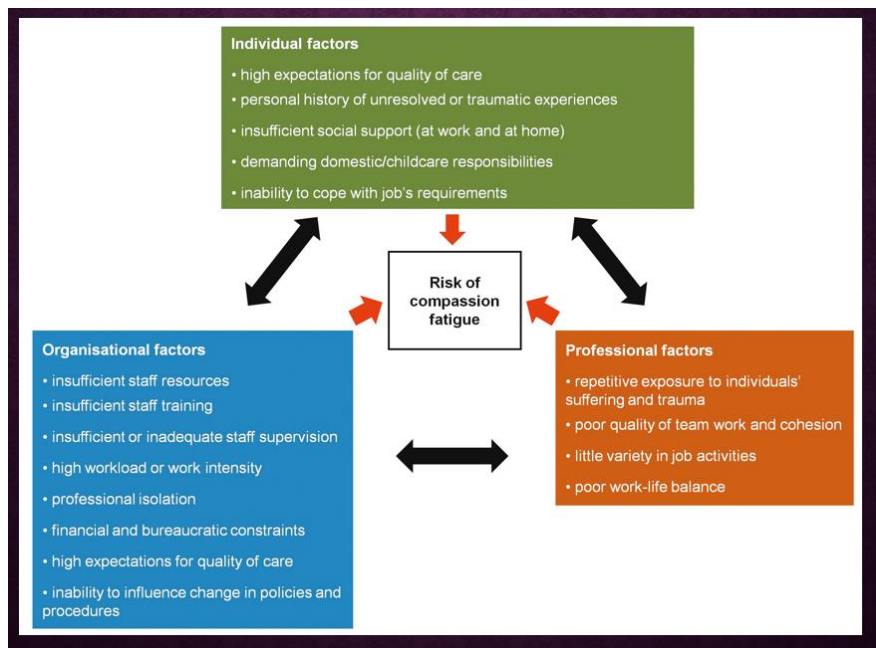 Individual factors
• high expectations for quality of care
• personal history of unresolved or traumatic experiences
• insufficient social support (at work and at home)
• demanding domestic/childcare responsibilities
• inability to cope with job's requirements
Risk of
compassion
fatigue
Organisational factors
• insufficient staff resources
• insufficient staff training
• insufficient or inadequate staff supervision
• high workload or work intensity
• professional isolation
• financial and bureaucratic constraints
• high expectations for quality of care
• inability to influence change in policies and
procedures
Professional factors
• repetitive exposure to individuals'
suffering and trauma
• poor quality of team work and cohesion
• little variety in job activities
• poor work-life balance